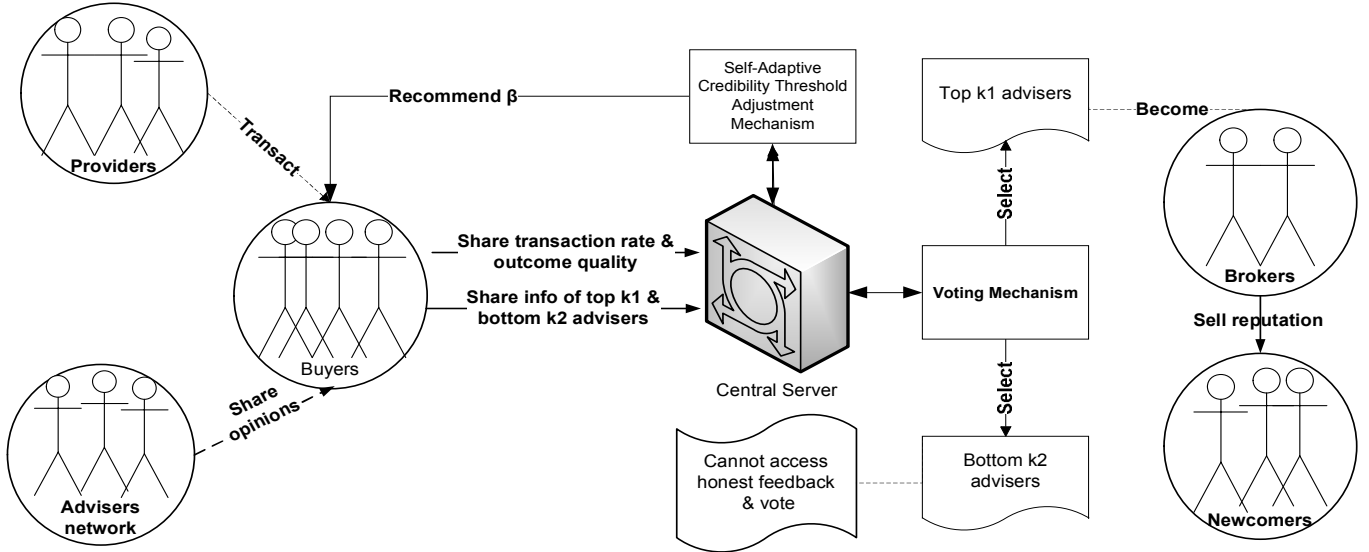 Providers
Transact
Recommend β
Self-Adaptive
Credibility Threshold
Adjustment
Mechanism
Top k1 advisers
Become
Brokers
Select
Buyers
Share transaction rate &
outcome quality
Share info of top k1 &
bottom k2 advisers
Central Server
Voting Mechanism
Sell reputation
Share
opinions
Advisers
network
Select
Cannot access
honest feedback
& vote
Bottom k2
advisers
Newcomers